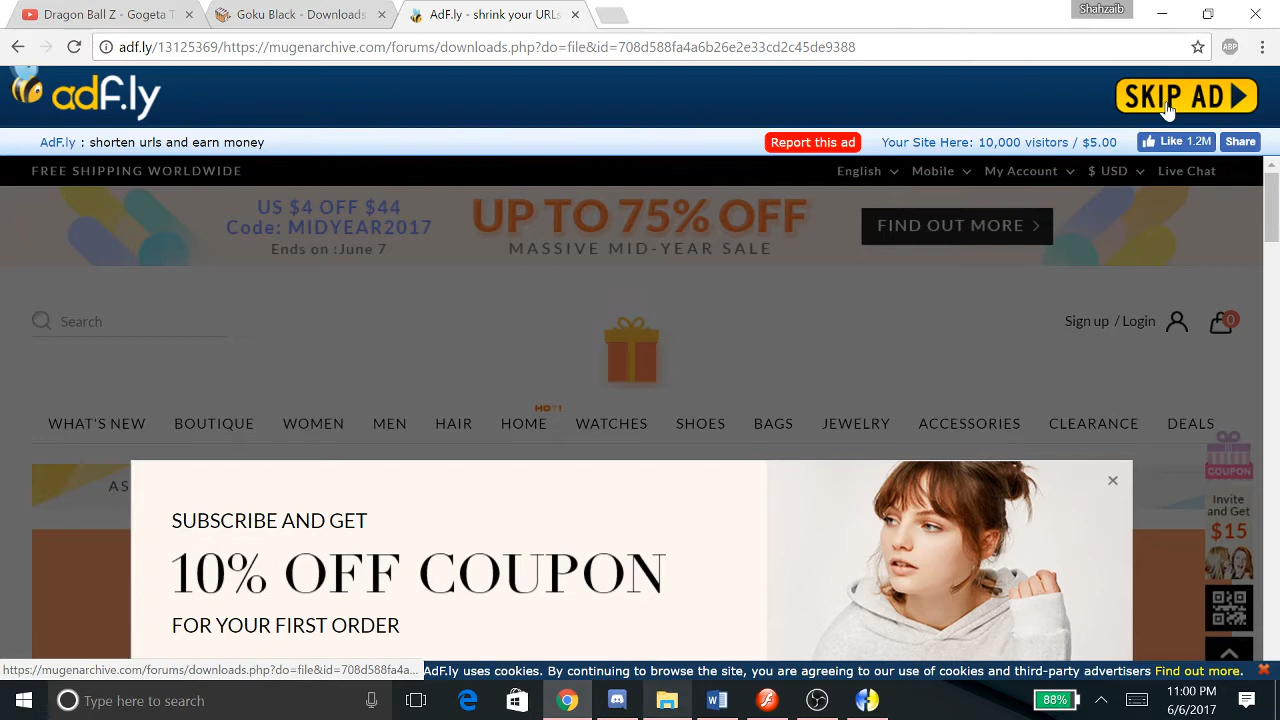 Dragon Ball Z - Gogeta T
Goku Black - Downloads
AdF.ly - shrink your URLs
Shahzaib
adf.ly/13125369/https://mugenarchive.com/forums/downloads.php?do=file&id=708d588fa4a6b26e2e33cd2c45de9388
ABP
adf.ly
SKIP AD
AdF.ly : shorten urls and earn money
Report this ad
Your Site Here: 10,000 visitors / $5.00
Like 1.2M
Share
FREE SHIPPING WORLDWIDE
English
Mobile
My Account
$ USD
Live Chat
US $4 OFF $44
Code: MIDYEAR2017
Ends on :June 7
UP TO 75% OFF
MASSIVE MID-YEAR SALE
FIND OUT MORE
Search
Sign up / Login
0
HOT!
WHAT'S NEW BOUTIQUE WOMEN MEN HAIR HOME WATCHES SHOES BAGS JEWELRY ACCESSORIES CLEARANCE DEALS
COUPON
AS
SUBSCRIBE AND GET
10% OFF COUPON
FOR YOUR FIRST ORDER
Invite
and Get
$15
https://mugenarchive.com/forums/downloads.php?do=file&id=708d588fa4a...
AdF.ly uses cookies. By continuing to browse the site, you are agreeing to our use of cookies and third-party advertisers Find out more.
Type here to search
88%
11:00 PM
6/6/2017